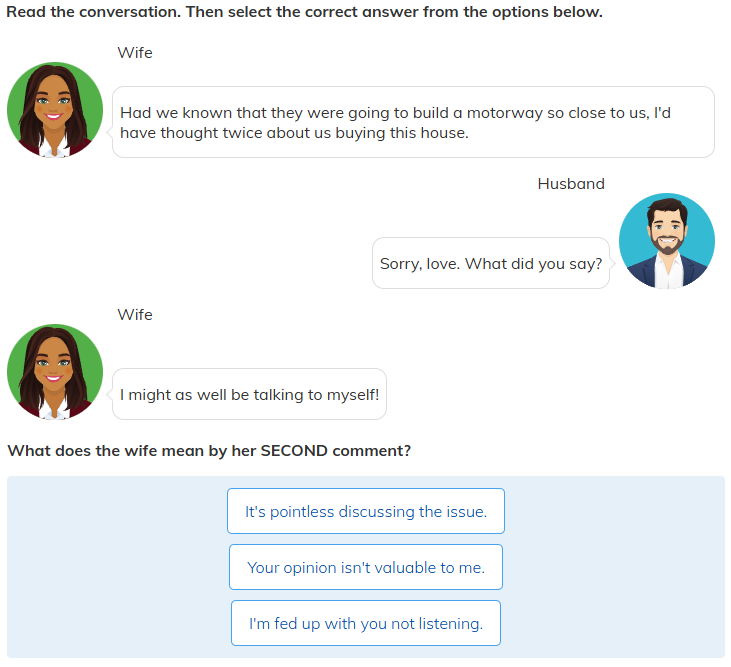 Read the conversation. Then select the correct answer from the options below.
Wife
Had we known that they were going to build a motorway so close to us, I'd
have thought twice about us buying this house.
Husband
Sorry, love. What did you say?
Wife
I might as well be talking to myself!
What does the wife mean by her SECOND comment?
It's pointless discussing the issue.
Your opinion isn't valuable to me.
I'm fed up with you not listening.